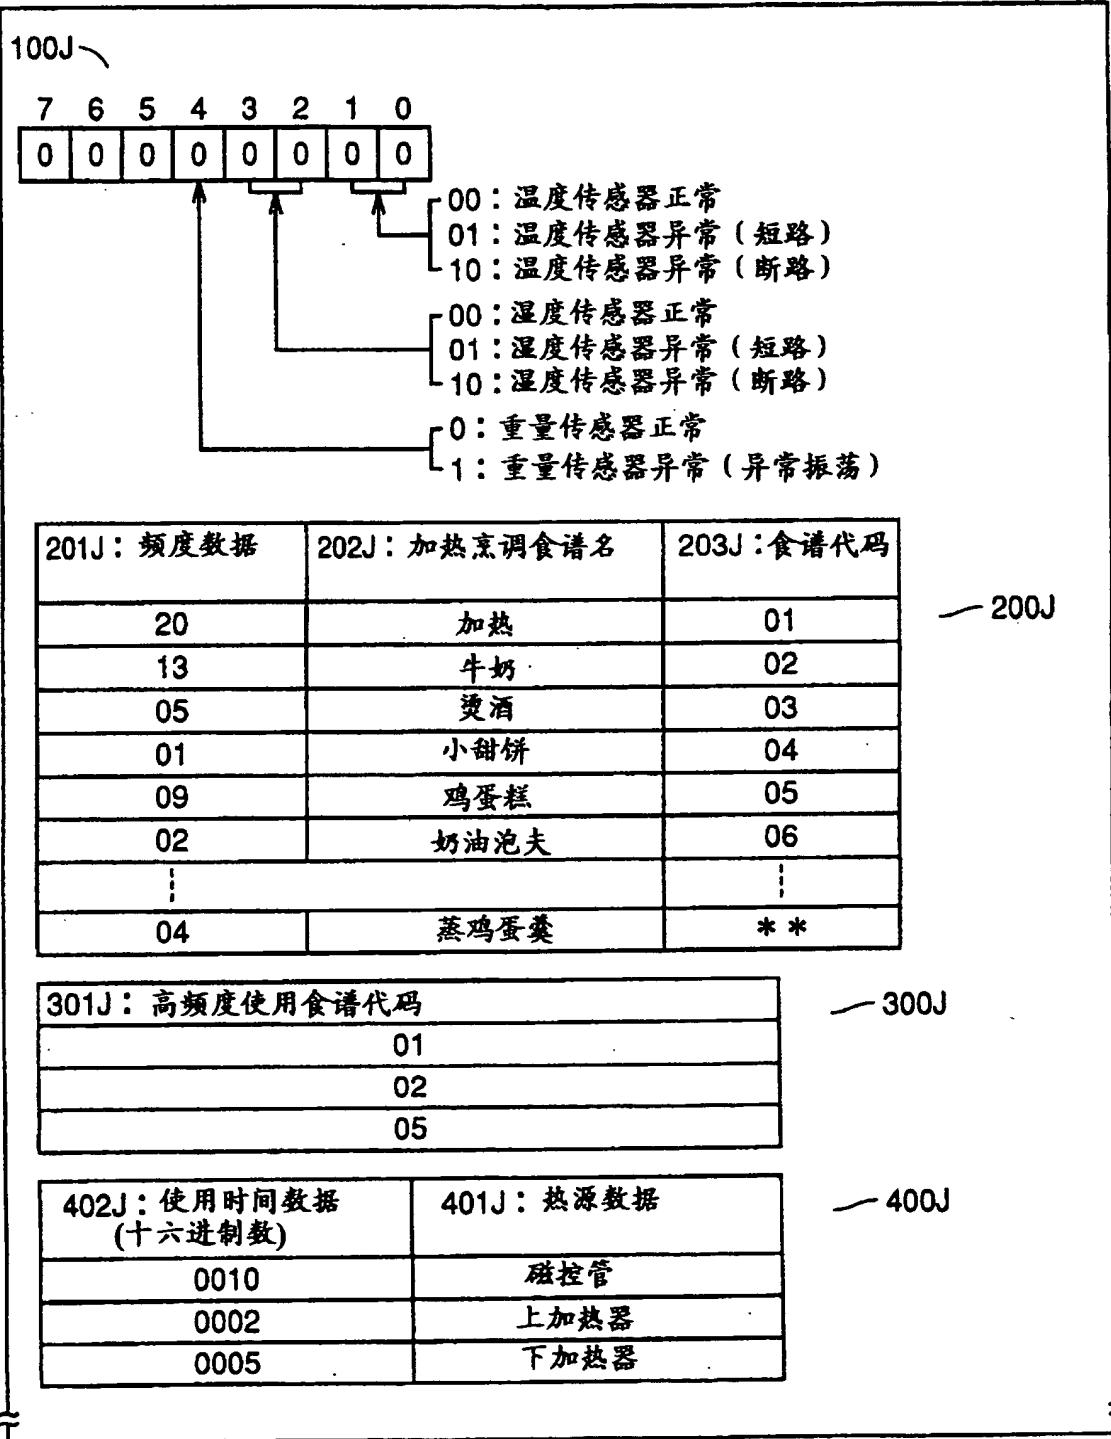 100J
7 6 5 4 3 2 1 0
0 0 0 0 0 0 0 0
00：温度传感器正常
01：温度传感器异常（短路）
10：温度传感器异常（断路）
00：湿度传感器正常
01：湿度传感器异常（短路）
10：湿度传感器异常（断路）
0：重量传感器正常
1：重量传感器异常（异常振荡）
201J：频度数据 202J：加热烹调食谱名 203J：食谱代码
200J
20 加热 01
13 牛奶 02
05 烫酒 03
01 小甜饼 04
09 鸡蛋糕 05
02 奶油泡夫 06
04 蒸鸡蛋羹 **
301J：高频度使用食谱代码
300J
01
02
05
402J：使用时间数据 401J：热源数据
(十六进制数)
400J
0010 磁控管
0002 上加热器
0005 下加热器